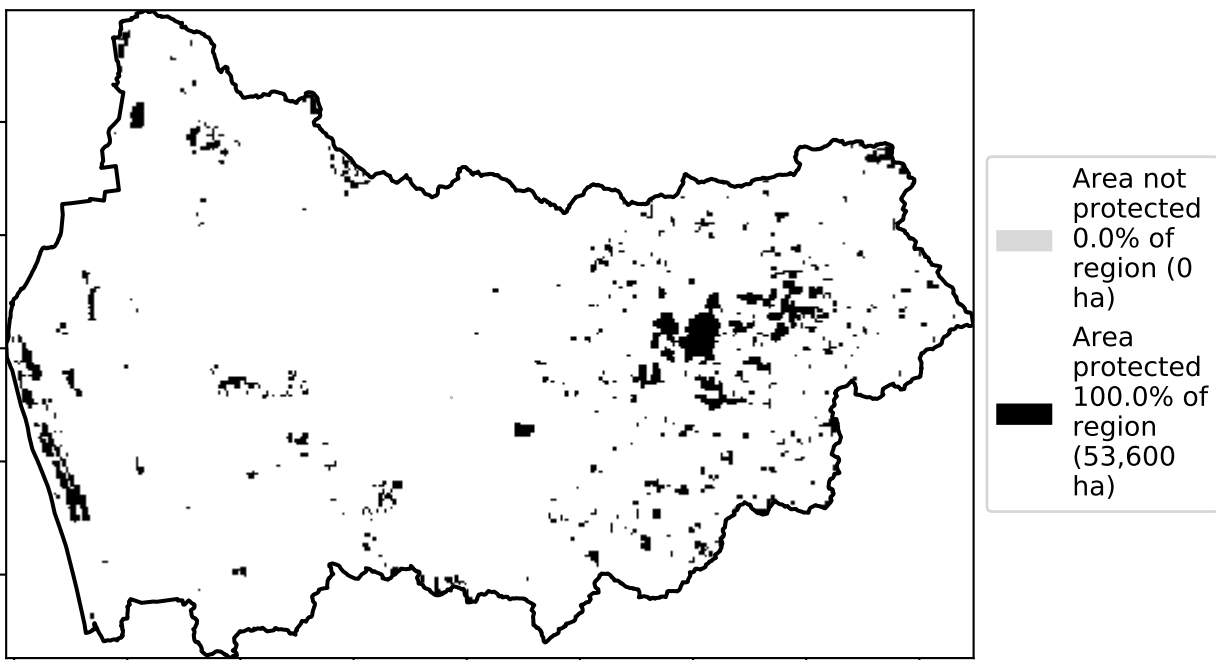 Area not
protected
0.0% of
region (0
ha)
Area
protected
100.0% of
region
(53,600
ha)